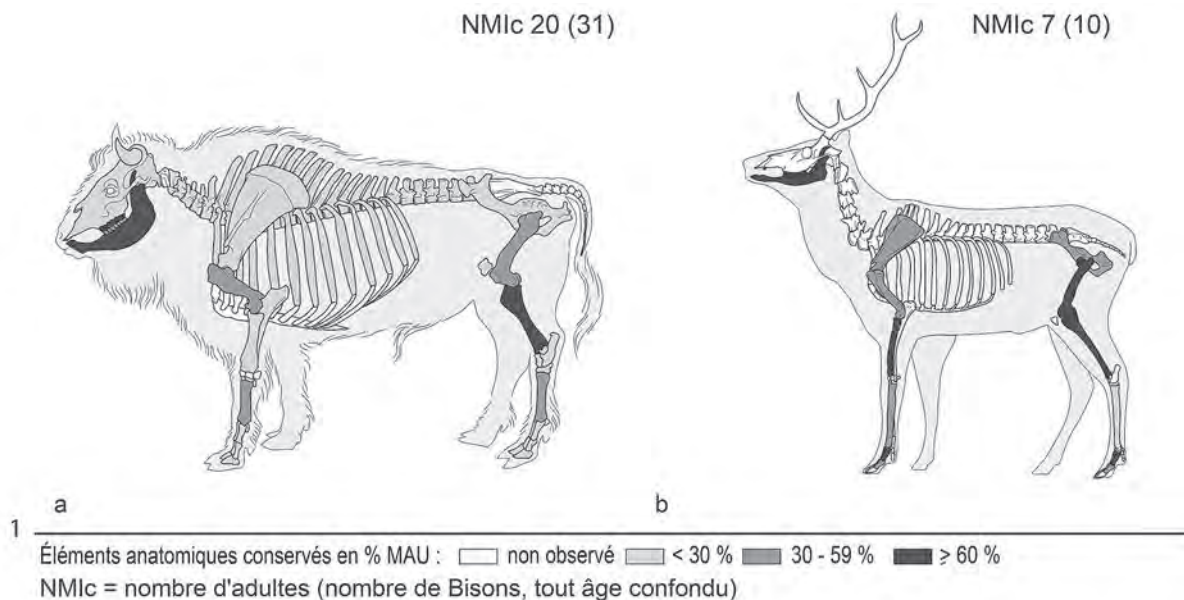 NMIc 20 (31)
NMIc 7 (10)
a
b
1
Éléments anatomiques conservés en % MAU : non observé < 30 % 30 - 59 % ⩾ 60 %
NMIc = nombre d'adultes (nombre de Bisons, tout âge confondu)